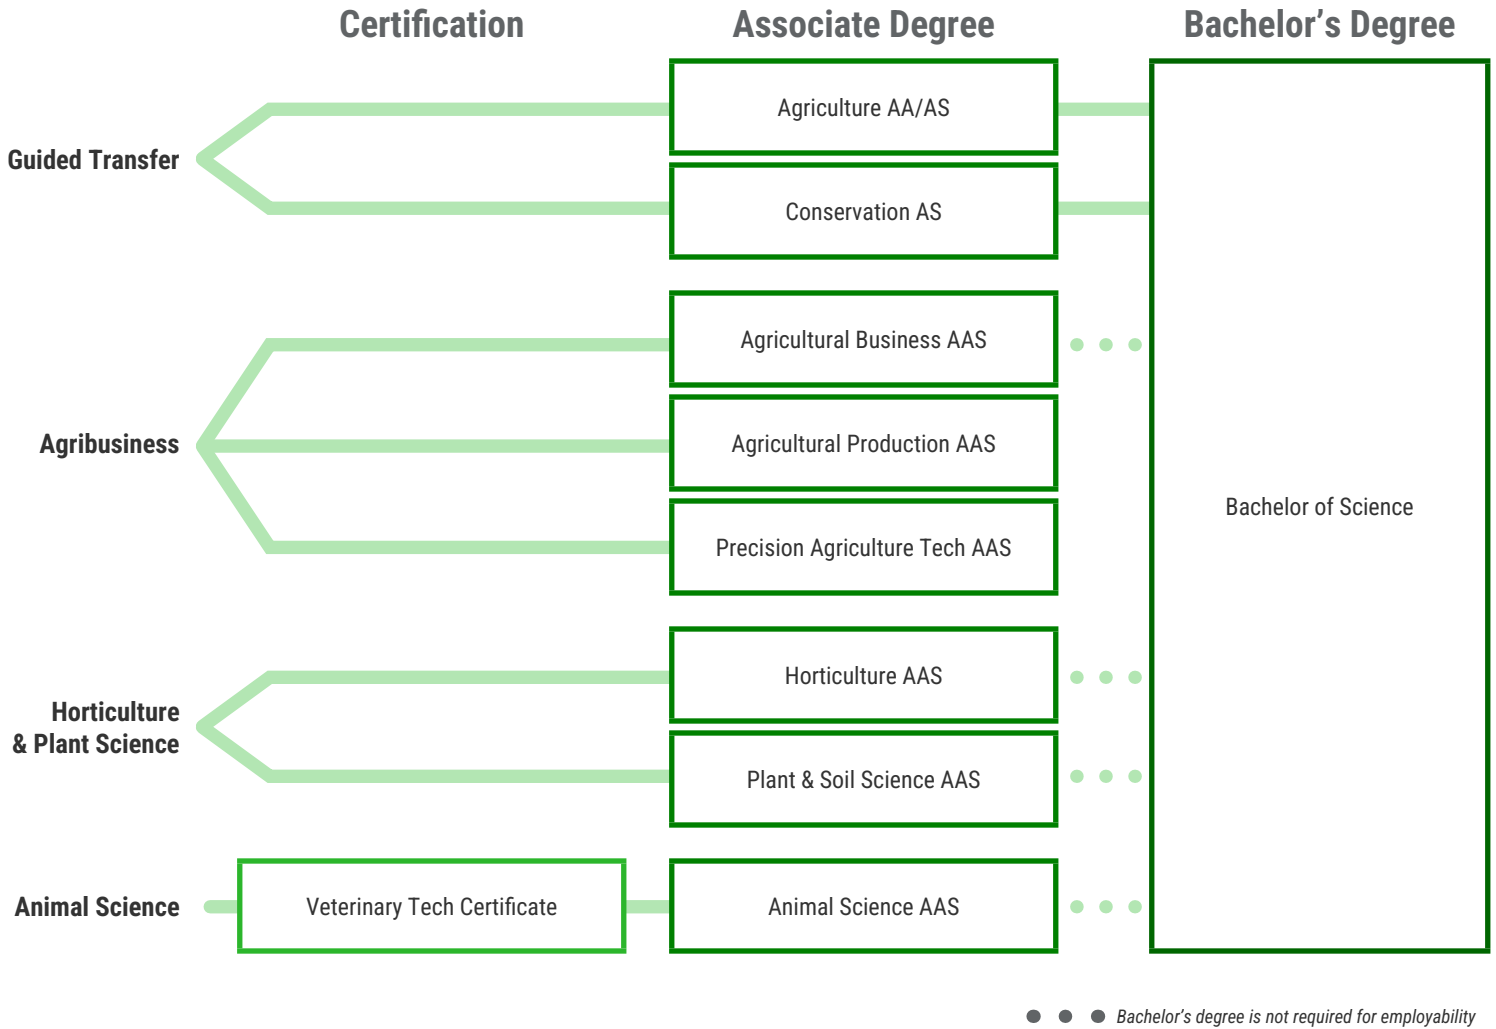 Certification
Associate Degree
Bachelor’s Degree
Guided Transfer
Agriculture AA/AS
Conservation AS
Agribusiness
Agricultural Business AAS
Agricultural Production AAS
Precision Agriculture Tech AAS
Bachelor of Science
Horticulture
& Plant Science
Horticulture AAS
Plant & Soil Science AAS
Animal Science
Veterinary Tech Certificate
Animal Science AAS
Bachelor’s degree is not required for employability